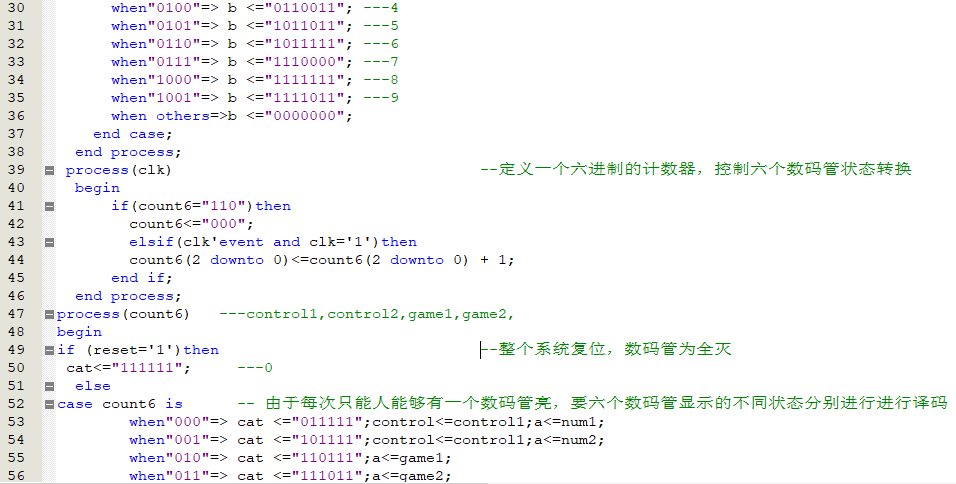 30 when"0100"=> b <="0110011"; ---4
31 when"0101"=> b <="1011011"; ---5
32 when"0110"=> b <="1011111"; ---6
33 when"0111"=> b <="1110000"; ---7
34 when"1000"=> b <="1111111"; ---8
35 when"1001"=> b <="1111011"; ---9
36 when others=>b <="0000000";
37 end case;
38 end process;
39 process(clk) --定义一个六进制的计数器，控制六个数码管状态转换
40 begin
41 if(count6="110")then
42 count6<="000";
43 elsif(clk'event and clk='1')then
44 count6(2 downto 0)<=count6(2 downto 0) + 1;
45 end if;
46 end process;
47 process(count6) ---control1,control2,game1,game2,
48 begin
49 if (reset='1')then --整个系统复位，数码管为全灭
50 cat<="111111"; ---0
51 else
52 case count6 is -- 由于每次只能人能够有一个数码管亮，要六个数码管显示的不同状态分别进行进行译码
53 when"000"=> cat <="011111";control<=control1;a<=num1;
54 when"001"=> cat <="101111";control<=control1;a<=num2;
55 when"010"=> cat <="110111";a<=game1;
56 when"011"=> cat <="111011";a<=game2;